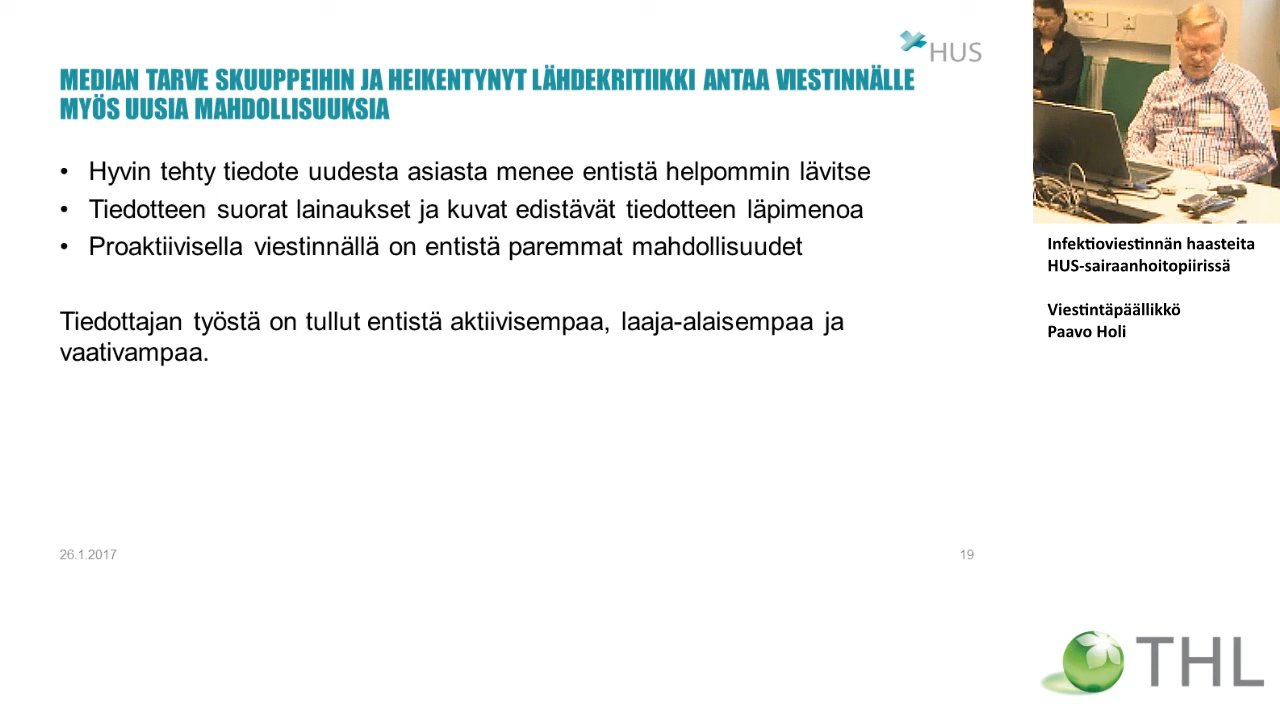 HUS
MEDIAN TARVE SKUUPPEIHIN JA HEIKENTYNYT LÄHDEKRITIIKKI ANTAA VIESTINNÄLLE
MYÖS UUSIA MAHDOLLISUUKSIA
• Hyvin tehty tiedote uudesta asiasta menee entistä helpommin lävitse
• Tiedotteen suorat lainaukset ja kuvat edistävät tiedotteen läpimenoa
• Proaktiivisella viestinnällä on entistä paremmat mahdollisuudet
Tiedottajan työstä on tullut entistä aktiivisempaa, laaja-alaisempaa ja
vaativampaa.
26.1.2017
19
Infektioviestinnän haasteita
HUS-sairaanhoitopiirissä
Viestintäpäällikkö
Paavo Holi
THL